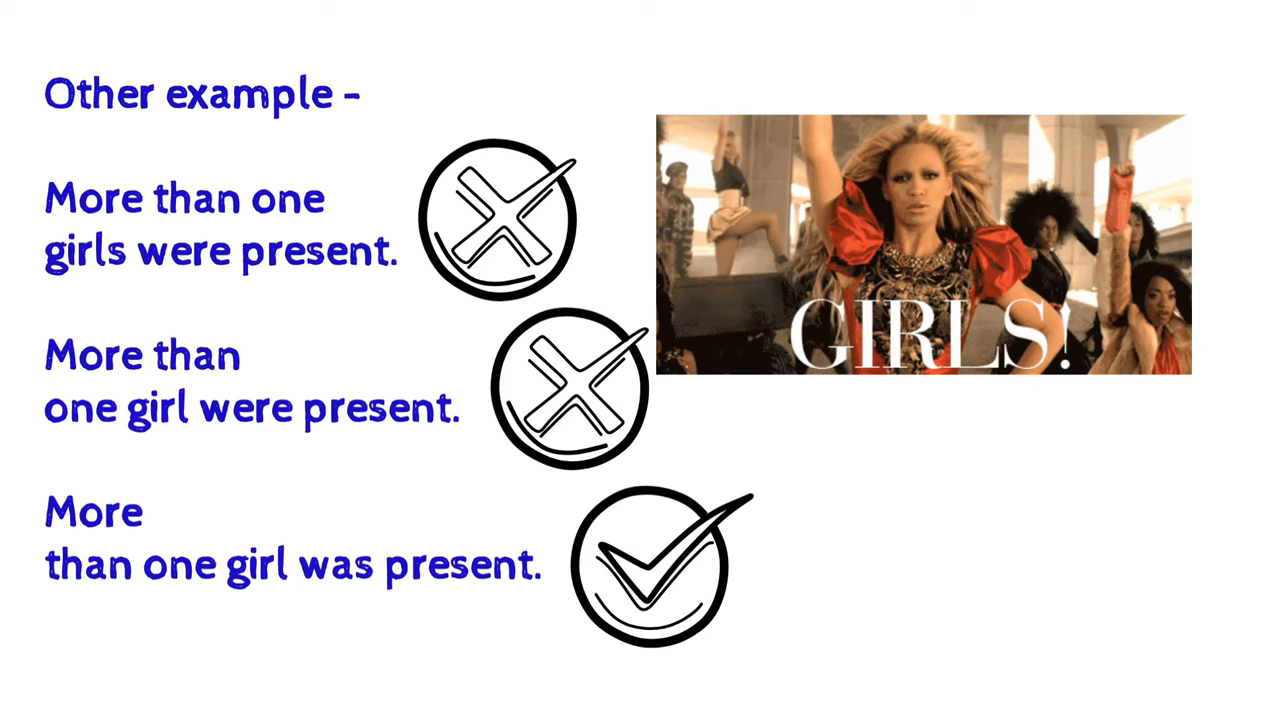 Other example -
More than one
girls were present.
More than
one girl were present.
More
than one girl was present.
GIRLS!